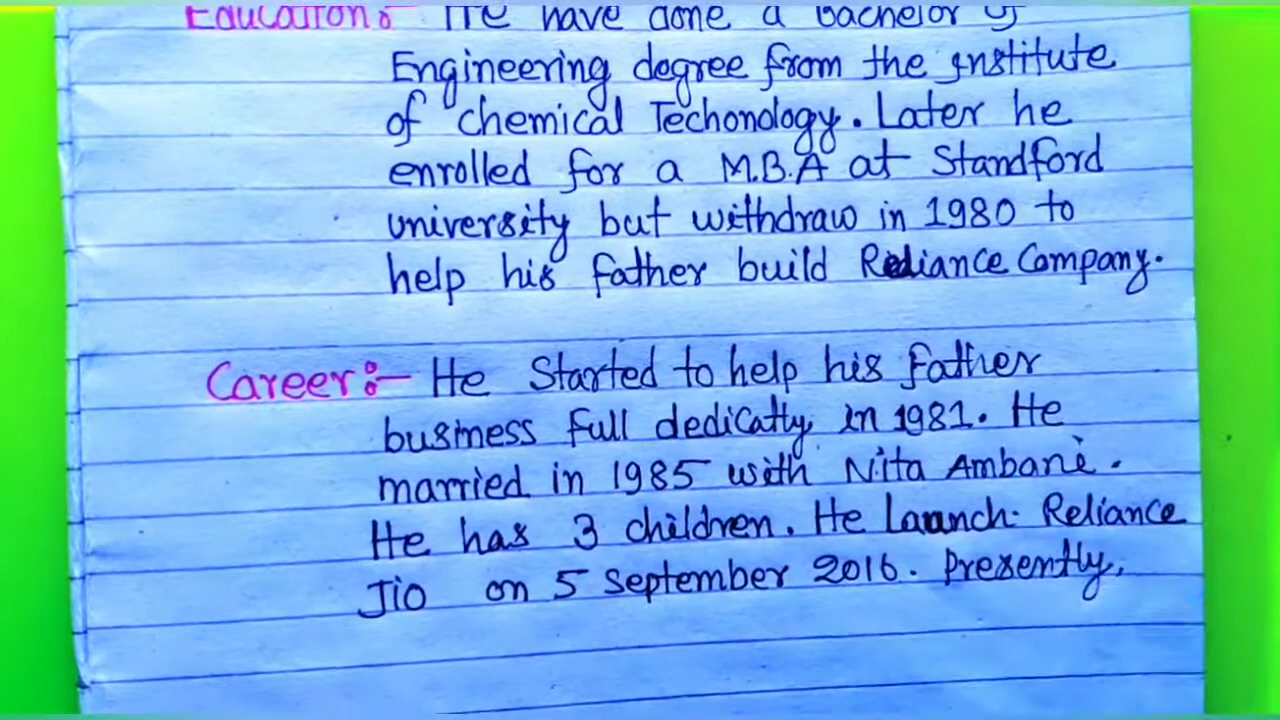 Education:- He have done a bachelor of
Engineering degree from the institute
of chemical Techonology. Later he
enrolled for a M.B.A at Standford
university but withdraw in 1980 to
help his father build Reliance Company.
Career:- He Started to help his father
business full dedicatly in 1981. He
married in 1985 with Nita Ambani.
He has 3 children. He Launch Reliance
Jio on 5 September 2016. Presently,